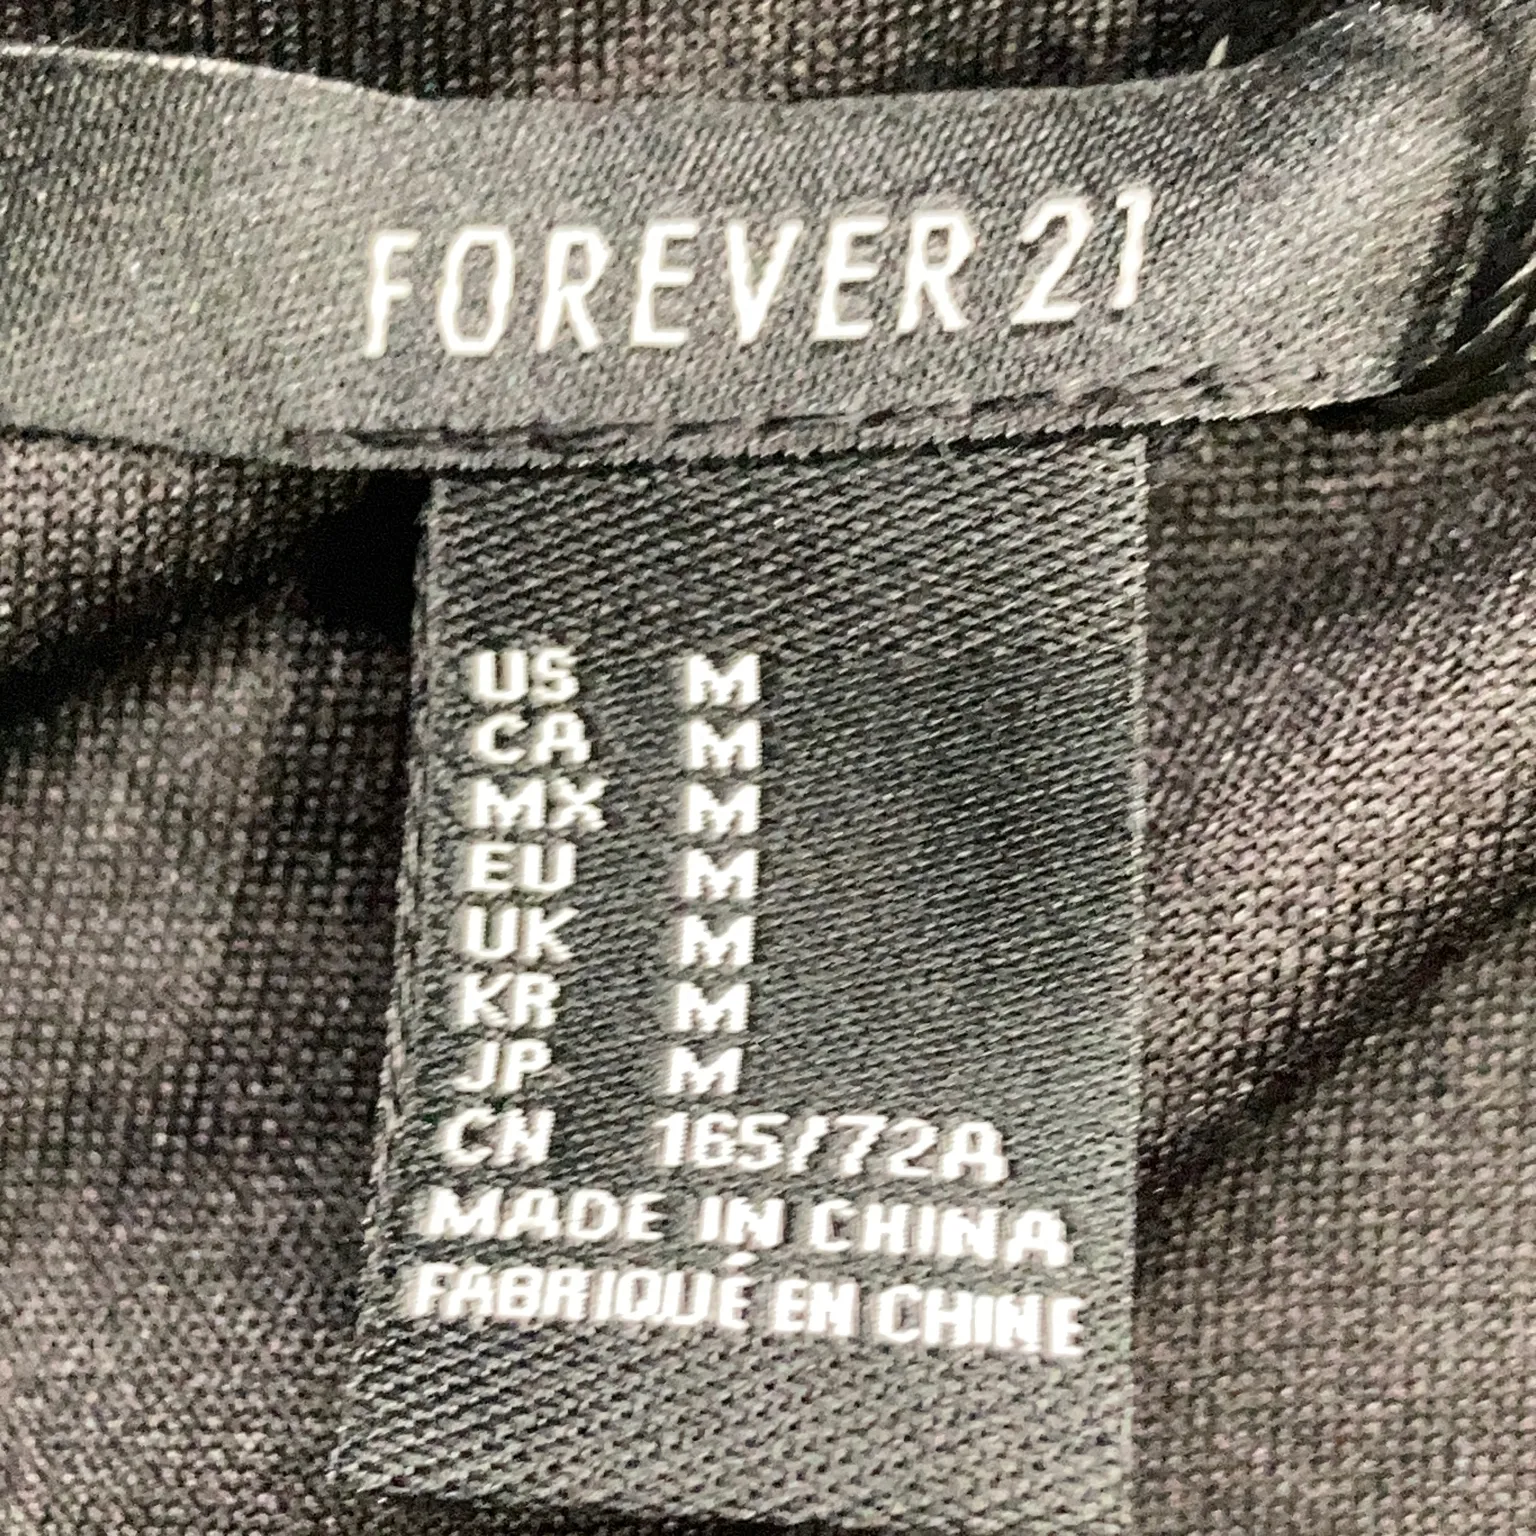 FOREVER 21
US M
CA M
MX M
EU M
UK M
KR M
JP M
CN 165/72A
MADE IN CHINA
FABRIQUÉ EN CHINE